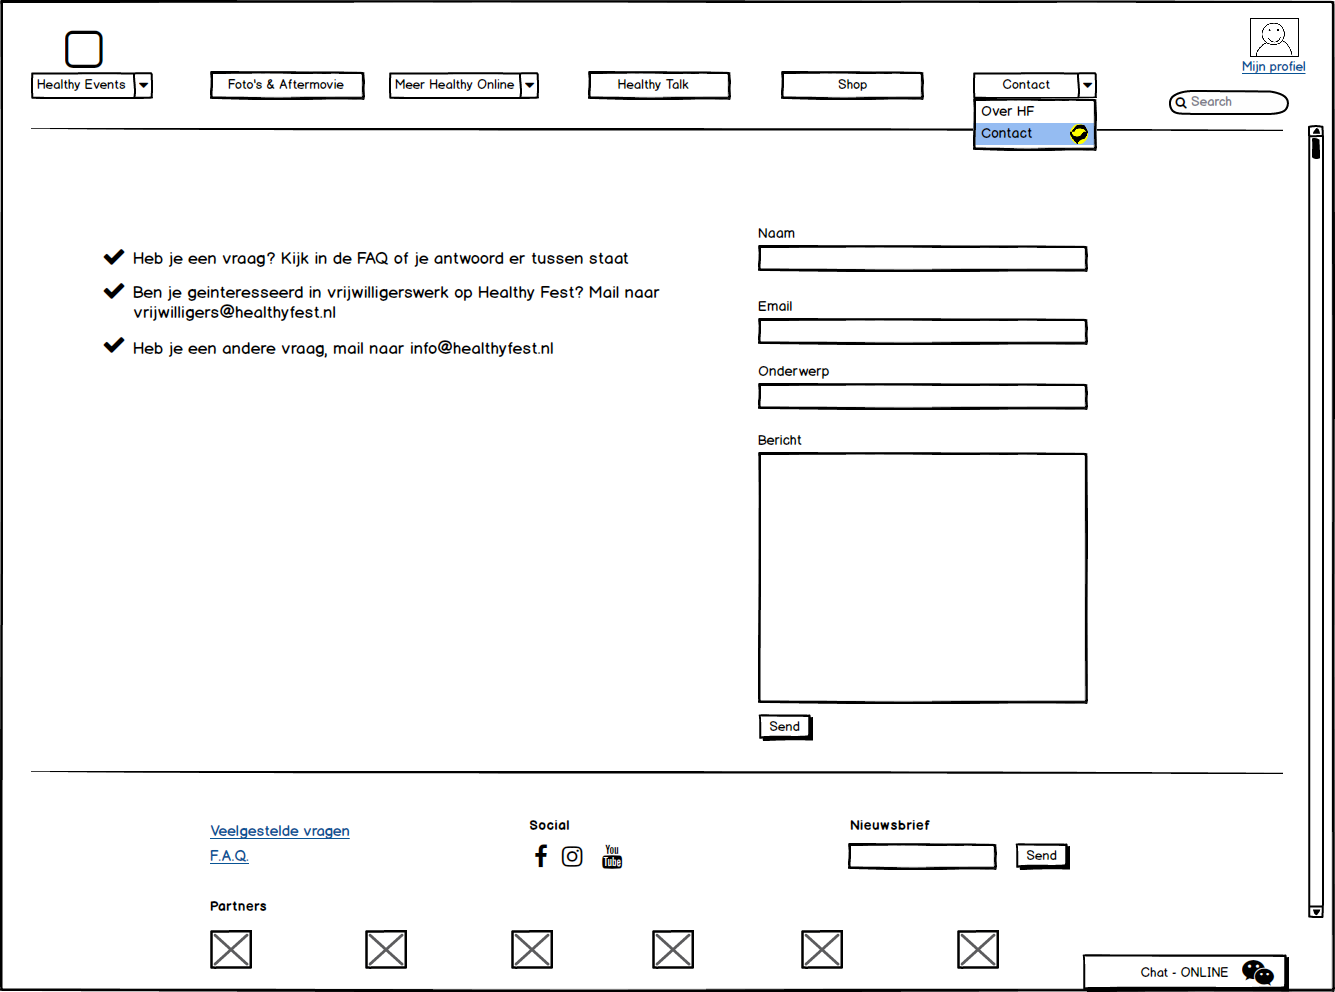 Mijn profiel
Healthy Events
Foto's & Aftermovie
Meer Healthy Online
Healthy Talk
Shop
Contact
Search
Over HF
Contact
Heb je een vraag? Kijk in de FAQ of je antwoord er tussen staat
Ben je geinteresseerd in vrijwilligerswerk op Healthy Fest? Mail naar
vrijwilligers@healthyfest.nl
Heb je een andere vraag, mail naar info@healthyfest.nl
Naam
Email
Onderwerp
Bericht
Send
Veelgestelde vragen
F.A.Q.
Social
You
Tube
Nieuwsbrief
Send
Partners
Chat - ONLINE